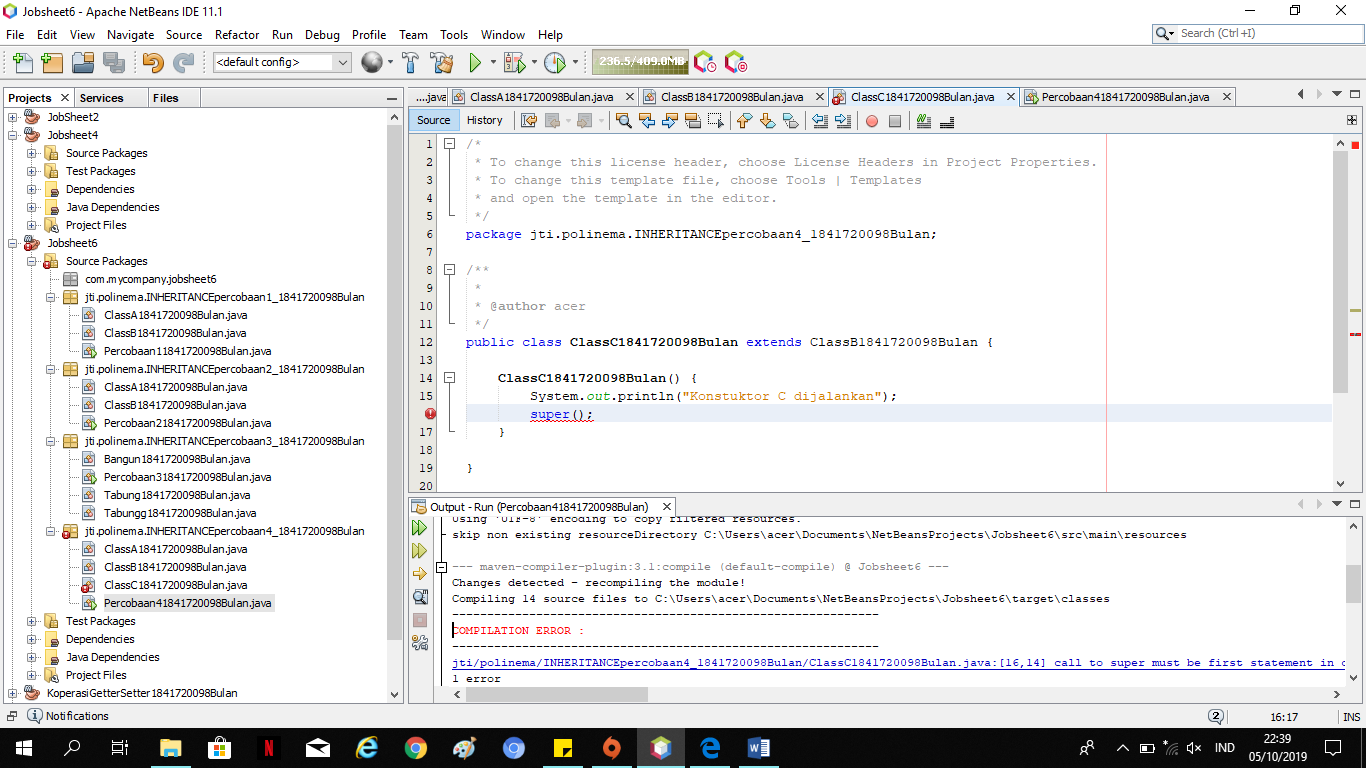 Jobsheet6 - Apache NetBeans IDE 11.1
File Edit View Navigate Source Refactor Run Debug Profile Team Tools Window Help
Search (Ctrl+I)
<default config>
236.5/409.0MB
Projects Services Files
JobSheet2
Jobsheet4
Source Packages
Test Packages
Dependencies
Java Dependencies
Project Files
Jobsheet6
Source Packages
com.mycompany.jobsheet6
jti.polinema.INHERITANCEpercobaan1_1841720098Bulan
ClassA1841720098Bulan.java
ClassB1841720098Bulan.java
Percobaan11841720098Bulan.java
jti.polinema.INHERITANCEpercobaan2_1841720098Bulan
ClassA1841720098Bulan.java
ClassB1841720098Bulan.java
Percobaan21841720098Bulan.java
jti.polinema.INHERITANCEpercobaan3_1841720098Bulan
Bangun1841720098Bulan.java
Percobaan31841720098Bulan.java
Tabung1841720098Bulan.java
Tabungg1841720098Bulan.java
jti.polinema.INHERITANCEpercobaan4_1841720098Bulan
ClassA1841720098Bulan.java
ClassB1841720098Bulan.java
ClassC1841720098Bulan.java
Percobaan41841720098Bulan.java
Test Packages
Dependencies
Java Dependencies
Project Files
KoperasiGetterSetter1841720098Bulan
....java ClassA1841720098Bulan.java ClassB1841720098Bulan.java ClassC1841720098Bulan.java Percobaan41841720098Bulan.java
Source History
1 /*
2 * To change this license header, choose License Headers in Project Properties.
3 * To change this template file, choose Tools | Templates
4 * and open the template in the editor.
5 */
6 package jti.polinema.INHERITANCEpercobaan4_1841720098Bulan;
7
8 /**
9 *
10 * @author acer
11 */
12 public class ClassC1841720098Bulan extends ClassB1841720098Bulan {
13
14 ClassC1841720098Bulan() {
15 System.out.println("Konstuktor C dijalankan");
super();
17 }
18
19 }
20
Output - Run (Percobaan41841720098Bulan)
Using 'UTF-8' encoding to copy filtered resources.
skip non existing resourceDirectory C:\Users\acer\Documents\NetBeansProjects\Jobsheet6\src\main\resources
--- maven-compiler-plugin:3.1:compile (default-compile) @ Jobsheet6 ---
Changes detected - recompiling the module!
Compiling 14 source files to C:\Users\acer\Documents\NetBeansProjects\Jobsheet6\target\classes
------------------------------------------------------------
COMPILATION ERROR :
------------------------------------------------------------
jti/polinema/INHERITANCEpercobaan4_1841720098Bulan/ClassC1841720098Bulan.java:[16,14] call to super must be first statement in c
1 error
Notifications
2
16:17
INS
IND
22:39
05/10/2019